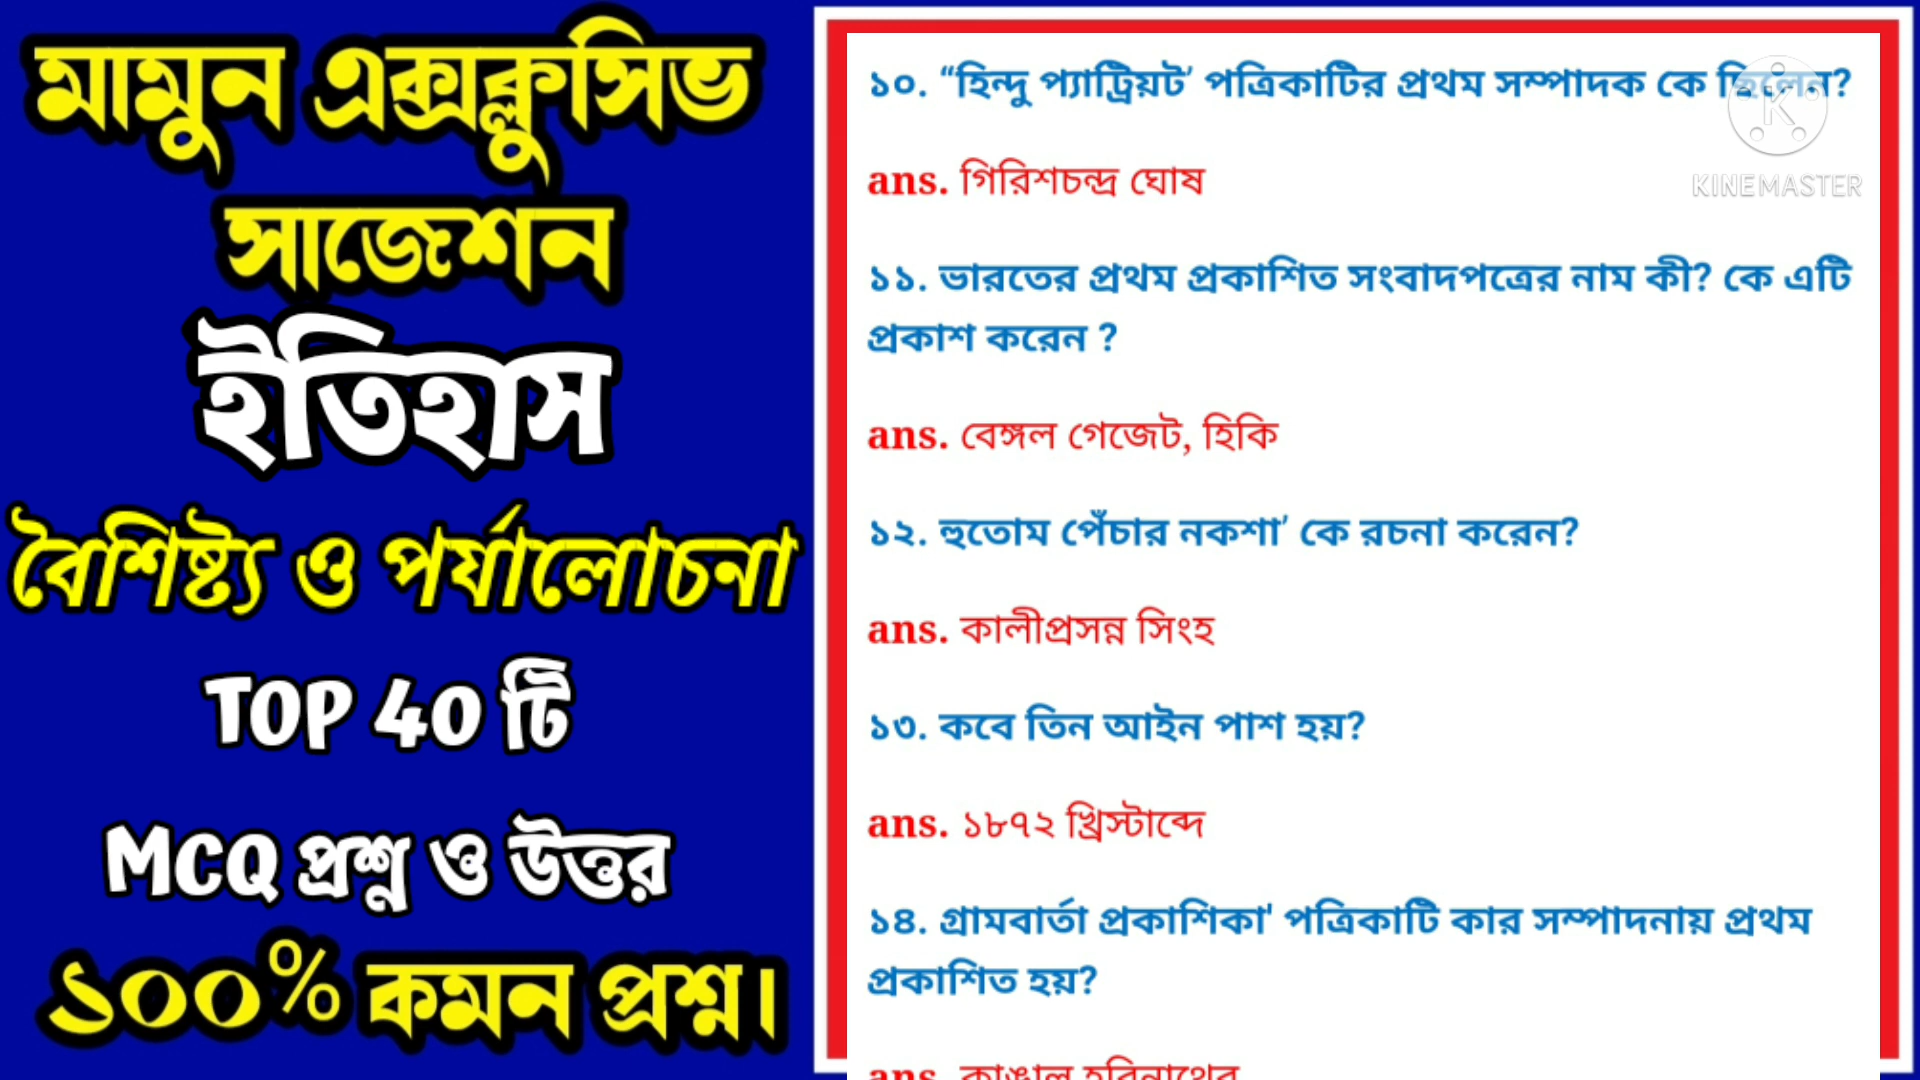 মামুন এক্সক্লুসিভ
সাজেশন
ইতিহাস
বৈশিষ্ট্য ও পর্যালোচনা
TOP 40 টি
MCQ প্রশ্ন ও উত্তর
১০০% কমন প্রশ্ন।
১০. “হিন্দু প্যাট্রিয়ট’ পত্রিকাটির প্রথম সম্পাদক কে ছিলেন?
ans. গিরিশচন্দ্র ঘোষ
KINEMASTER
১১. ভারতের প্রথম প্রকাশিত সংবাদপত্রের নাম কী? কে এটি
প্রকাশ করেন ?
ans. বেঙ্গল গেজেট, হিকি
১২. হুতোম পেঁচার নকশা’ কে রচনা করেন?
ans. কালীপ্রসন্ন সিংহ
১৩. কবে তিন আইন পাশ হয়?
ans. ১৮৭২ খ্রিস্টাব্দে
১৪. গ্রামবার্তা প্রকাশিকা' পত্রিকাটি কার সম্পাদনায় প্রথম
প্রকাশিত হয়?
ans. কাঙাল হরিনাথের